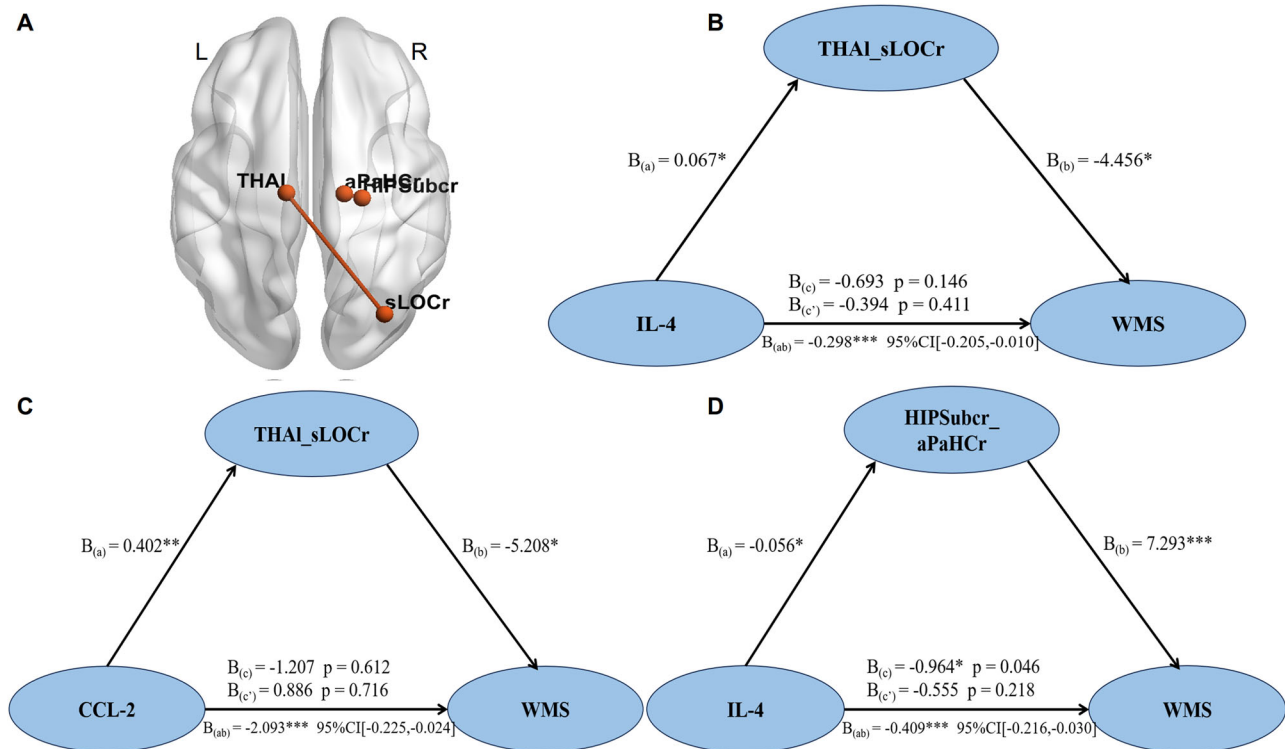 A
L
R
THAl
aPaHCr
HIPSubcr
sLOCr
B
THAl_sLOCr
B(a) = 0.067*
B(b) = -4.456*
B(c) = -0.693 p = 0.146
B(c’) = -0.394 p = 0.411
IL-4
WMS
B(ab) = -0.298*** 95%CI[-0.205,-0.010]
C
THAl_sLOCr
B(a) = 0.402**
B(b) = -5.208*
B(c) = -1.207 p = 0.612
B(c’) = 0.886 p = 0.716
CCL-2
WMS
B(ab) = -2.093*** 95%CI[-0.225,-0.024]
D
HIPSubcr_
aPaHCr
B(a) = -0.056*
B(b) = 7.293***
B(c) = -0.964* p = 0.046
B(c’) = -0.555 p = 0.218
IL-4
WMS
B(ab) = -0.409*** 95%CI[-0.216,-0.030]